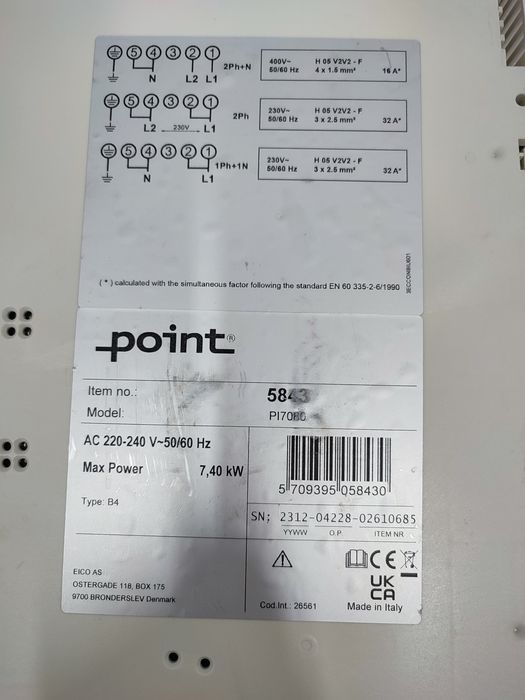 5 4 3 2 1
2Ph+N
N L2 L1
400V~ H 05 V2V2 - F
50/60 Hz 4 x 1.5 mm² 16 A*
5 4 3 2 1
2Ph
L2 230V L1
230V~ H 05 V2V2 - F
50/60 Hz 3 x 2.5 mm² 32 A*
5 4 3 2 1
1Ph+1N
N L1
230V~ H 05 V2V2 - F
50/60 Hz 3 x 2.5 mm² 32 A*
( * ) calculated with the simultaneous factor following the standard EN 60 335-2-6/1990
point®
Item no.: 5843
Model: PI7080
AC 220-240 V~50/60 Hz
Max Power 7,40 kW
Type: B4
5 709395 058430
SN; 2312-04228-02610685
YYWW O.P. ITEM NR
CE
UK
CA
EICO AS
OSTERGADE 118, BOX 175
9700 BRONDERSLEV Denmark
Cod.Int.: 26561
Made in Italy